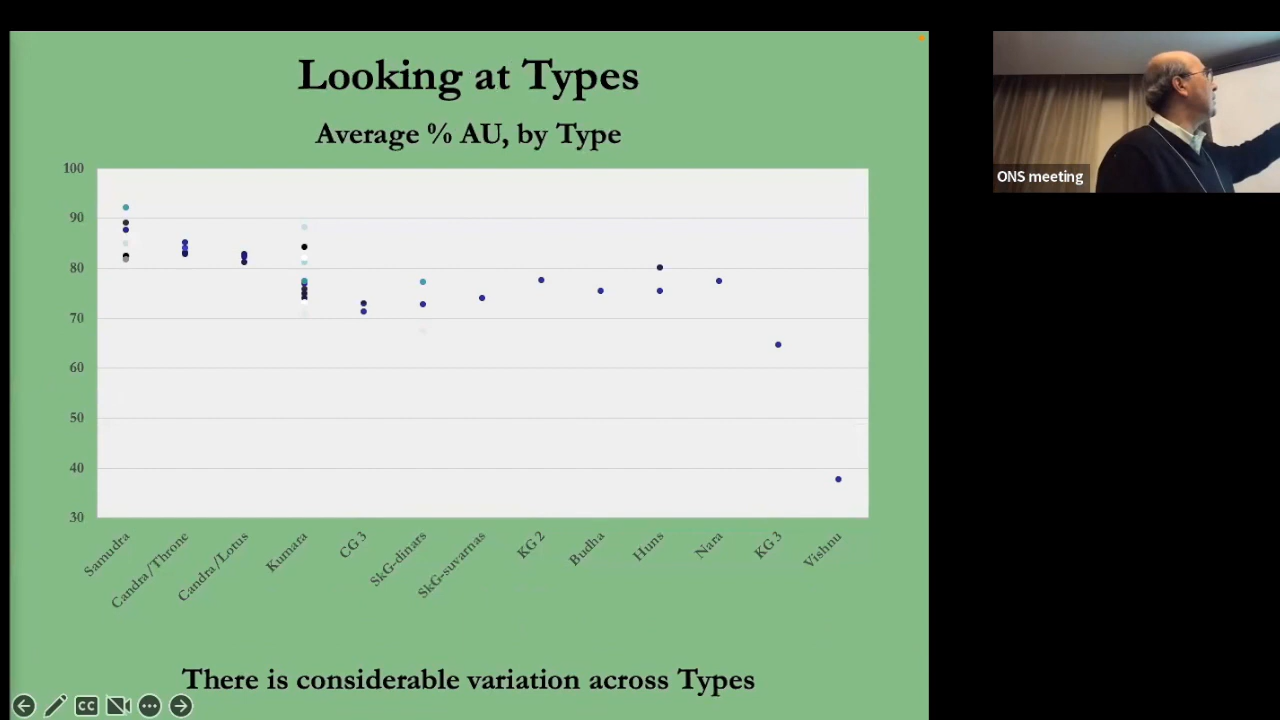 Looking at Types
Average % AU, by Type
100
90
80
70
60
50
40
30
Samudra
Candra/Throne
Candra/Lotus
Kumara
CG 3
SkG-dinars
SkG-suvarnas
KG 2
Budha
Huns
Nara
KG 3
Vishnu
There is considerable variation across Types
CC
ONS meeting